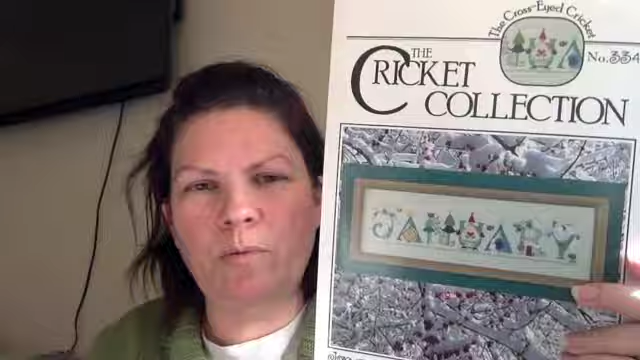 The Cross-Eyed Cricket
No.334
THE
CRICKET
COLLECTION
JANUARY